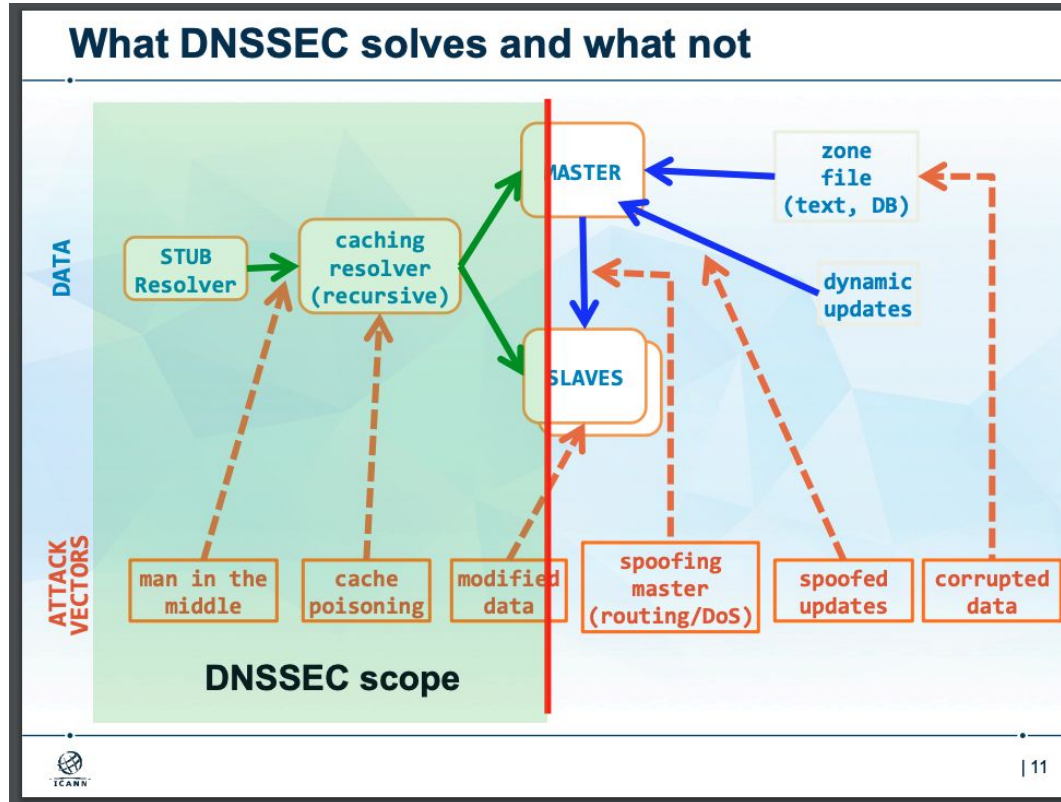 What DNSSEC solves and what not
DATA
STUB
Resolver
caching
resolver
(recursive)
MASTER
zone
file
(text, DB)
dynamic
updates
SLAVES
ATTACK
VECTORS
man in the
middle
cache
poisoning
modified
data
spoofing
master
(routing/DoS)
spoofed
updates
corrupted
data
DNSSEC scope
ICANN
| 11